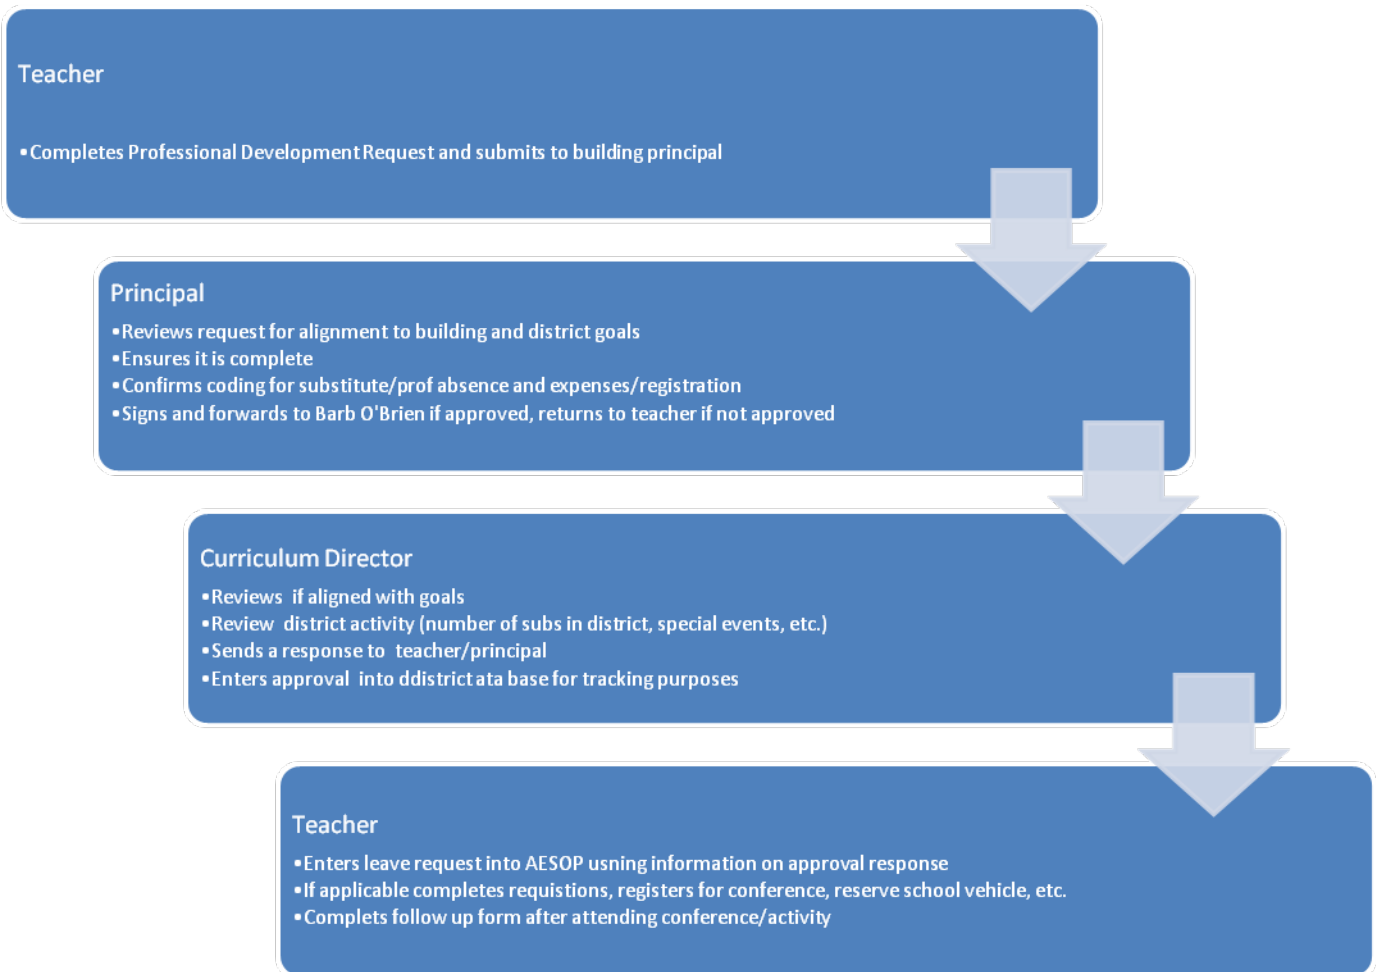 Teacher
•Completes Professional Development Request and submits to building principal
Principal
•Reviews request for alignment to building and district goals
•Ensures it is complete
•Confirms coding for substitute/prof absence and expenses/registration
•Signs and forwards to Barb O'Brien if approved, returns to teacher if not approved
Curriculum Director
•Reviews if aligned with goals
•Review district activity (number of subs in district, special events, etc.)
•Sends a response to teacher/principal
•Enters approval into ddistrict ata base for tracking purposes
Teacher
•Enters leave request into AESOP usning information on approval response
•If applicable completes requistions, registers for conference, reserve school vehicle, etc.
•Complets follow up form after attending conference/activity